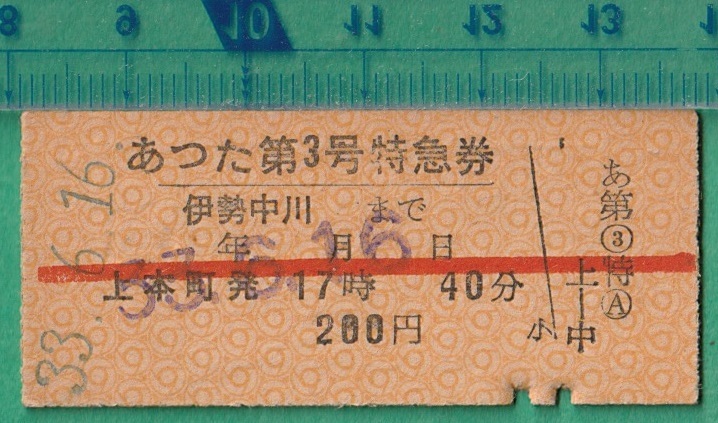 8 9 10 11 12 13
あつた第3号特急券
伊勢中川 まで
年 月 日
33.6.16
上本町発 17時 40分
200円
小
あ第③特Ⓐ
上―中
33.6.16.